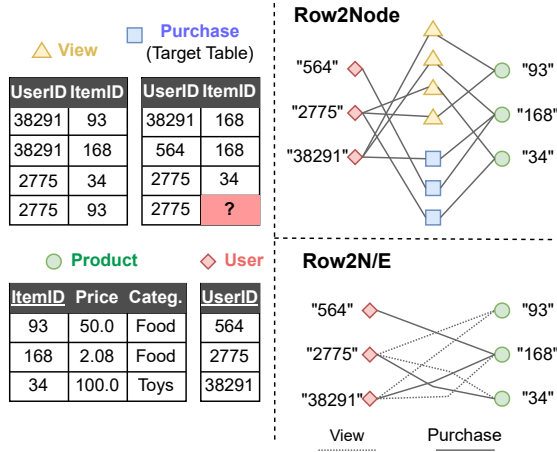 Purchase
(Target Table)
View
UserID ItemID
38291 93
38291 168
2775 34
2775 93
UserID ItemID
38291 168
564 168
2775 34
2775 ?
Product
User
ItemID Price Categ.
93 50.0 Food
168 2.08 Food
34 100.0 Toys
UserID
564
2775
38291
Row2Node
"564"
"2775"
"38291"
"93"
"168"
"34"
Row2N/E
"564"
"2775"
"38291"
"93"
"168"
"34"
View
Purchase